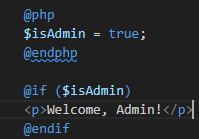 @php
$isAdmin = true;
@endphp
@if ($isAdmin)
<p>Welcome, Admin!</p>
@endif